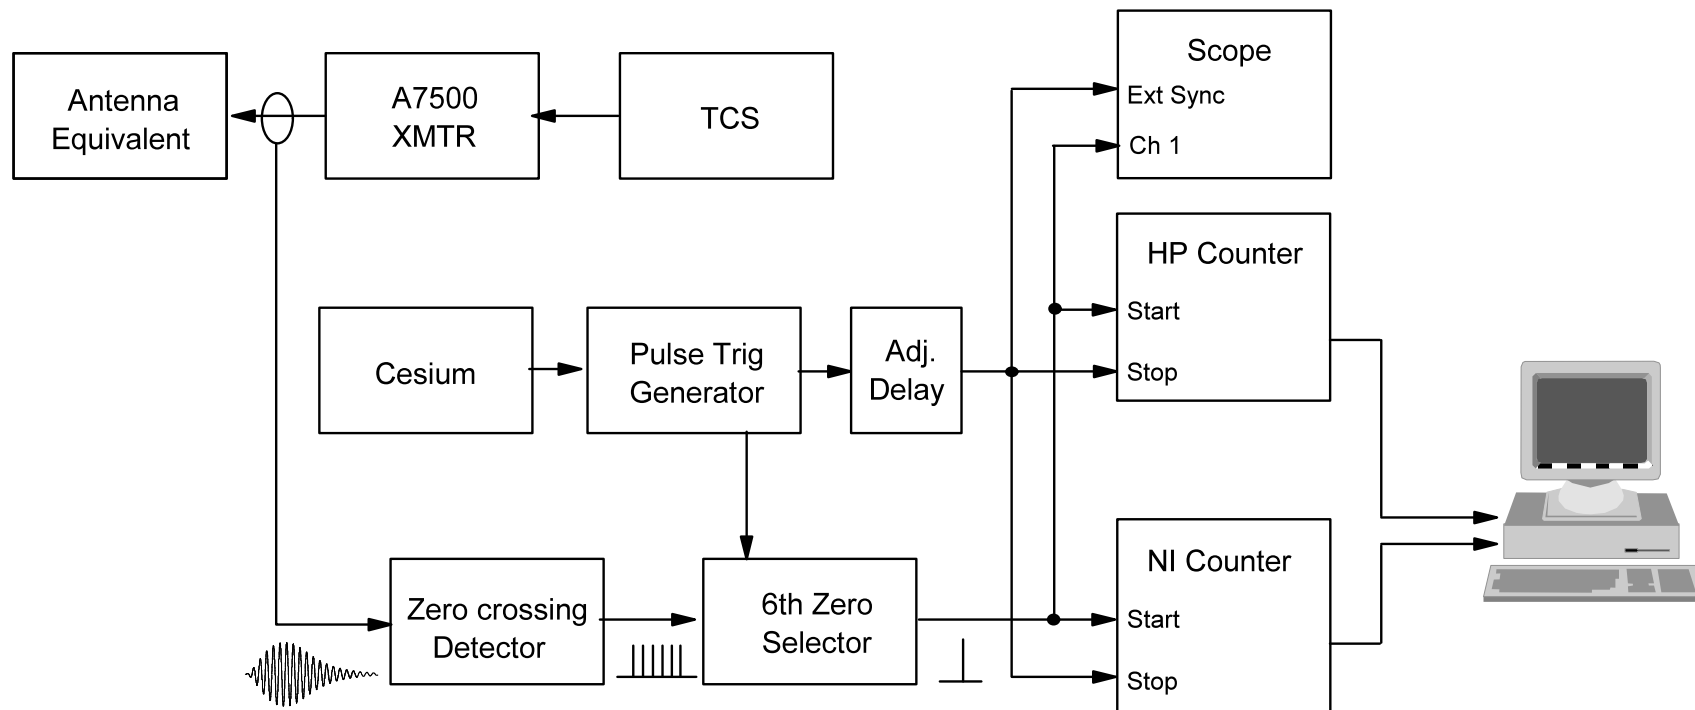 Antenna
Equivalent
A7500
XMTR
TCS
Scope
Ext Sync
Ch 1
HP Counter
Start
Stop
Cesium
Pulse Trig
Generator
Adj.
Delay
Zero crossing
Detector
6th Zero
Selector
NI Counter
Start
Stop